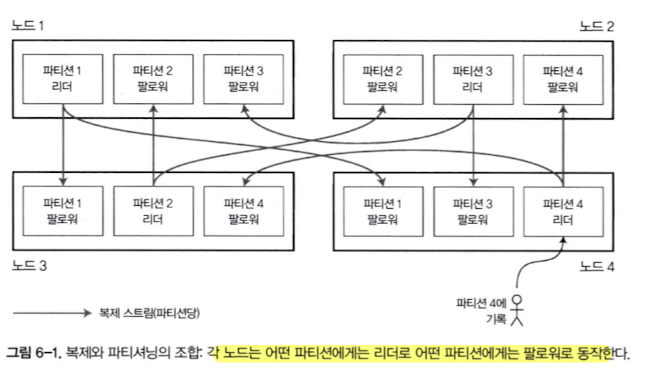 노드 1
노드 2
파티션 1
리더
파티션 2
팔로워
파티션 3
팔로워
파티션 2
팔로워
파티션 3
리더
파티션 4
팔로워
파티션 1
팔로워
파티션 2
리더
파티션 4
팔로워
파티션 1
팔로워
파티션 3
팔로워
파티션 4
리더
노드 3
노드 4
파티션 4에
기록
복제 스트림(파티션당)
그림 6-1. 복제와 파티셔닝의 조합: 각 노드는 어떤 파티션에게는 리더로 어떤 파티션에게는 팔로워로 동작한다.